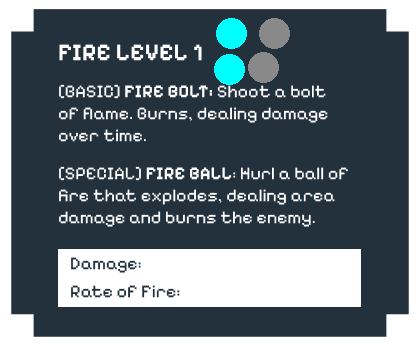 FIRE LEVEL 1
(BASIC) FIRE BOLT: Shoot a bolt
of flame. Burns, dealing damage
over time.
(SPECIAL) FIRE BALL: Hurl a ball of
fire that explodes, dealing area
damage and burns the enemy.
Damage:
Rate of Fire: